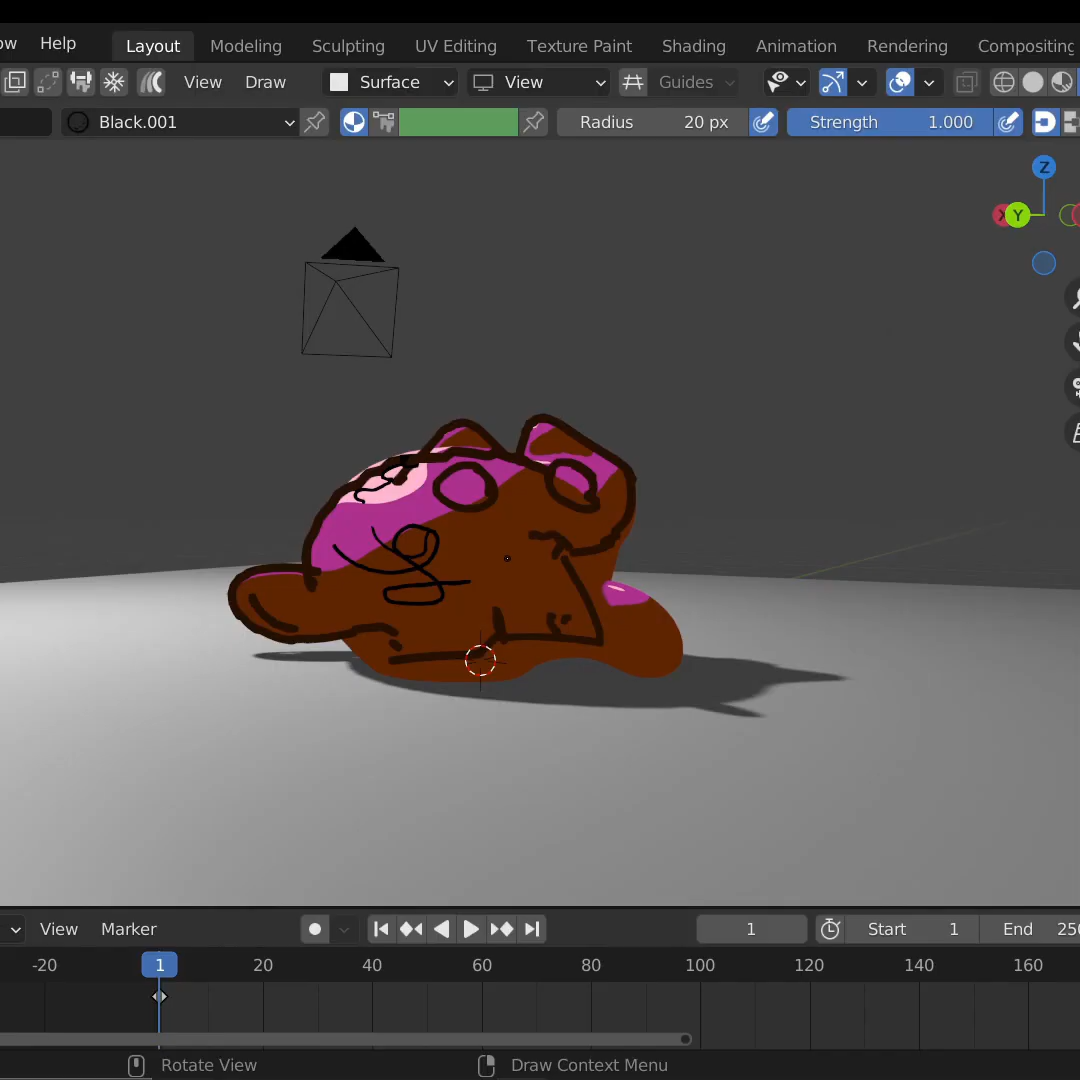 ow Help Layout Modeling Sculpting UV Editing Texture Paint Shading Animation Rendering Compositing
View Draw Surface View Guides
Black.001 Radius 20 px Strength 1.000
Z
X Y
View Marker 1 Start 1 End 250
-20 1 20 40 60 80 100 120 140 160
Rotate View Draw Context Menu